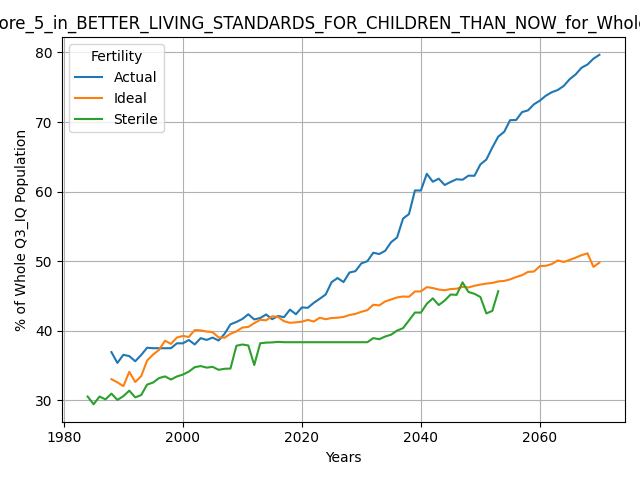 ore_5_in_BETTER_LIVING_STANDARDS_FOR_CHILDREN_THAN_NOW_for_Whole
Fertility
Actual
Ideal
Sterile
% of Whole Q3_IQ Population
80
70
60
50
40
30
1980 2000 2020 2040 2060
Years